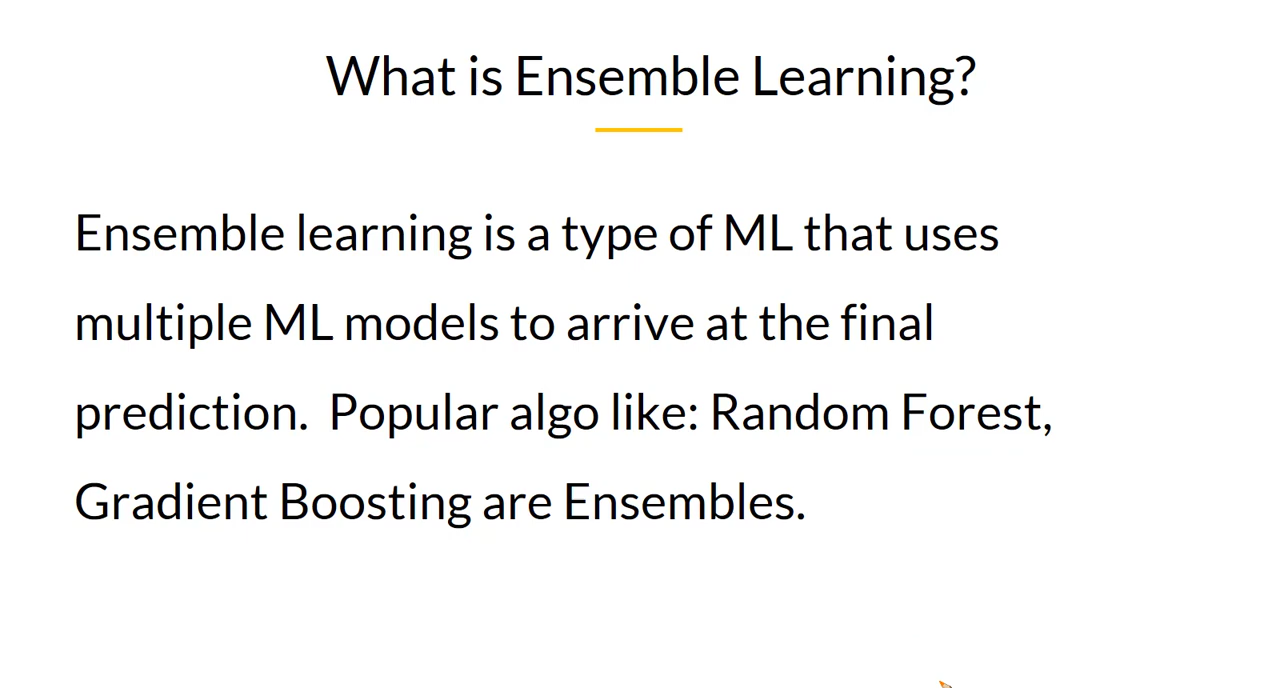 What is Ensemble Learning?
Ensemble learning is a type of ML that uses
multiple ML models to arrive at the final
prediction.  Popular algo like: Random Forest,
Gradient Boosting are Ensembles.